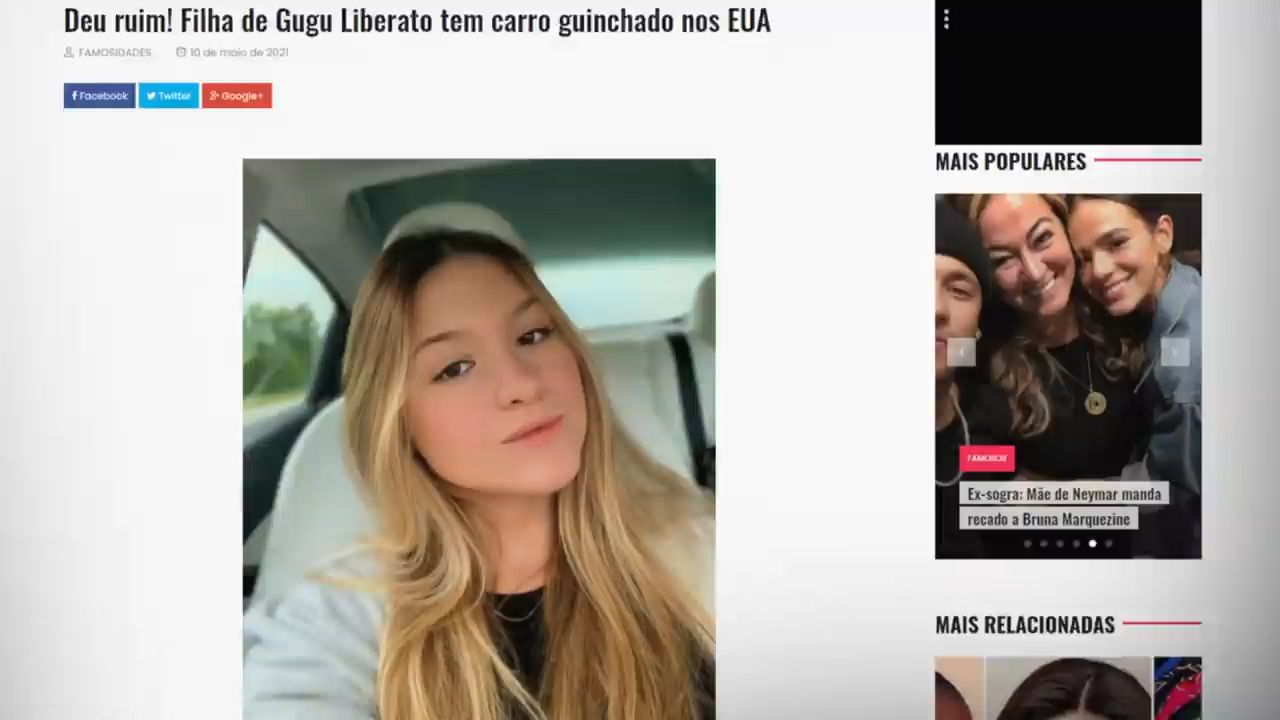 Deu ruim! Filha de Gugu Liberato tem carro guinchado nos EUA
FAMOSIDADES
10 de maio de 2021
Facebook
Twitter
Google+
MAIS POPULARES
Ex-sogra: Mãe de Neymar manda
recado a Bruna Marquezine
MAIS RELACIONADAS